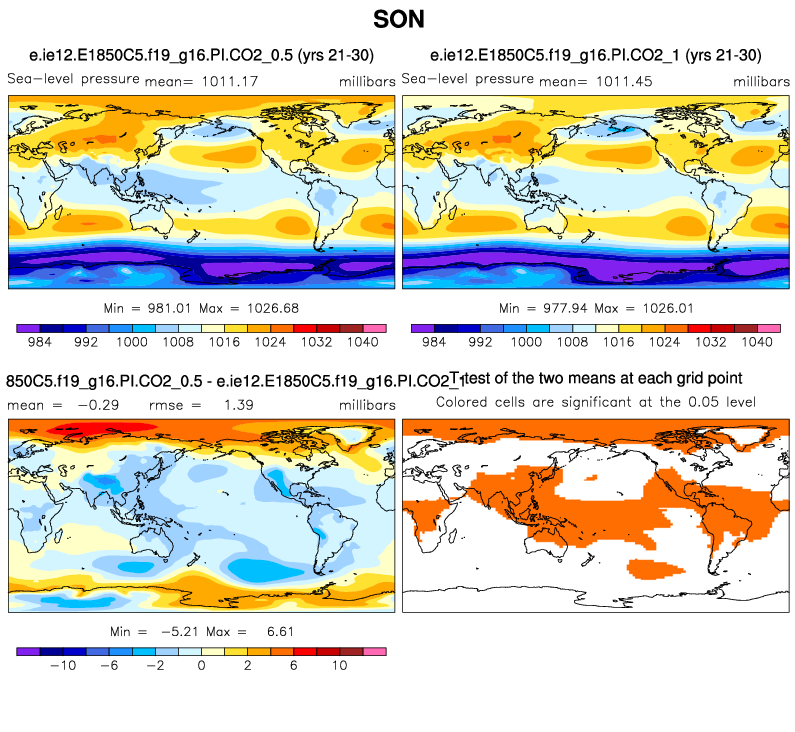 SON
e.ie12.E1850C5.f19_g16.PI.CO2_0.5 (yrs 21-30)
Sea-level pressure mean= 1011.17 millibars
Min = 981.01 Max = 1026.68
984 992 1000 1008 1016 1024 1032 1040
e.ie12.E1850C5.f19_g16.PI.CO2_1 (yrs 21-30)
Sea-level pressure mean= 1011.45 millibars
Min = 977.94 Max = 1026.01
984 992 1000 1008 1016 1024 1032 1040
850C5.f19_g16.PI.CO2_0.5 - e.ie12.E1850C5.f19_g16.PI.CO2_1
mean = -0.29 rmse = 1.39 millibars
Min = -5.21 Max = 6.61
-10 -6 -2 0 2 6 10
T-test of the two means at each grid point
Colored cells are significant at the 0.05 level